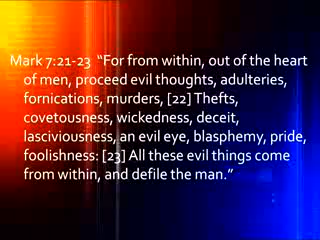 Mark 7:21-23  “For from within, out of the heart
of men, proceed evil thoughts, adulteries,
fornications, murders, [22] Thefts,
covetousness, wickedness, deceit,
lasciviousness, an evil eye, blasphemy, pride,
foolishness: [23] All these evil things come
from within, and defile the man.”